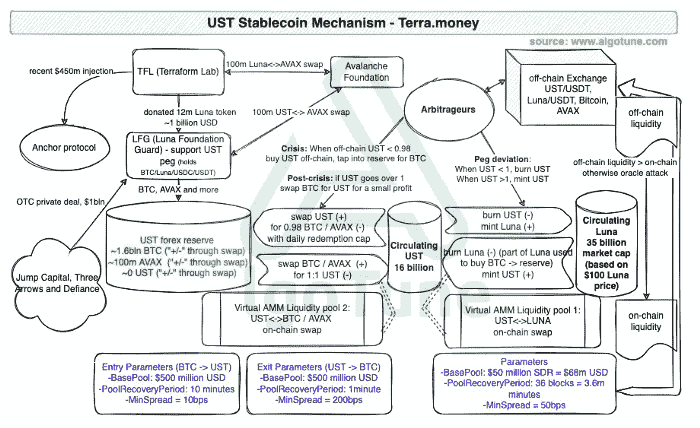 UST Stablecoin Mechanism - Terra.money
source: www.algotune.com
recent $450m injection
TFL (Terraform Lab)
100m Luna<->AVAX swap
Avalanche
Foundation
off-chain Exchange
UST/USDT,
Luna/USDT, Bitcoin,
AVAX
off-chain
liquidity
donated 12m Luna token
~1 billion USD
100m UST<-> AVAX swap
Arbitrageurs
Anchor protocol
LFG (Luna Foundation
Guard) - support UST
peg (holds
BTC/Luna/USDC/USDT)
Crisis: When off-chain UST < 0.98
buy UST off-chain, tap into reserve for BTC
Post-crisis: if UST goes over 1
swap BTC for UST for a small profit
Peg deviation:
When UST < 1, burn UST
When UST >1, mint UST
off-chain liquidity > on-chain
otherwise oracle attack
OTC private deal, $1bln
BTC, AVAX and more
UST forex reserve
~1.6bln BTC ("+/-" through swap)
~100m AVAX ("+/-" through swap)
~0 UST ("+/-" through swap)
swap UST (+)
for 0.98 BTC / AVAX (-)
with daily redemption cap
swap BTC / AVAX (+)
for 1:1 UST (-)
Circulating
UST
16 billion
burn UST (-)
mint Luna (+)
burn Luna (-) (part of Luna used
to buy BTC -> reserve)
mint UST (+)
Circulating
Luna
35 billion
market cap
(based on
$100 Luna
price)
Jump Capital, Three
Arrows and Defiance
Virtual AMM Liquidity pool 2:
UST<->BTC / AVAX
on-chain swap
Virtual AMM Liquidity pool 1:
UST<->LUNA
on-chain swap
on-chain
liquidity
AlgoTune
Entry Parameters (BTC -> UST)
-BasePool: $500 million USD
-PoolRecoveryPeriod: 10 minutes
-MinSpread = 10bps
Exit Parameters (UST -> BTC)
-BasePool: $500 million USD
-PoolRecoveryPeriod: 1minute
-MinSpread = 200bps
Parameters
-BasePool: $50 million SDR = $68m USD
-PoolRecoveryPeriod: 36 blocks = 3.6m
minutes
-MinSpread = 50bps